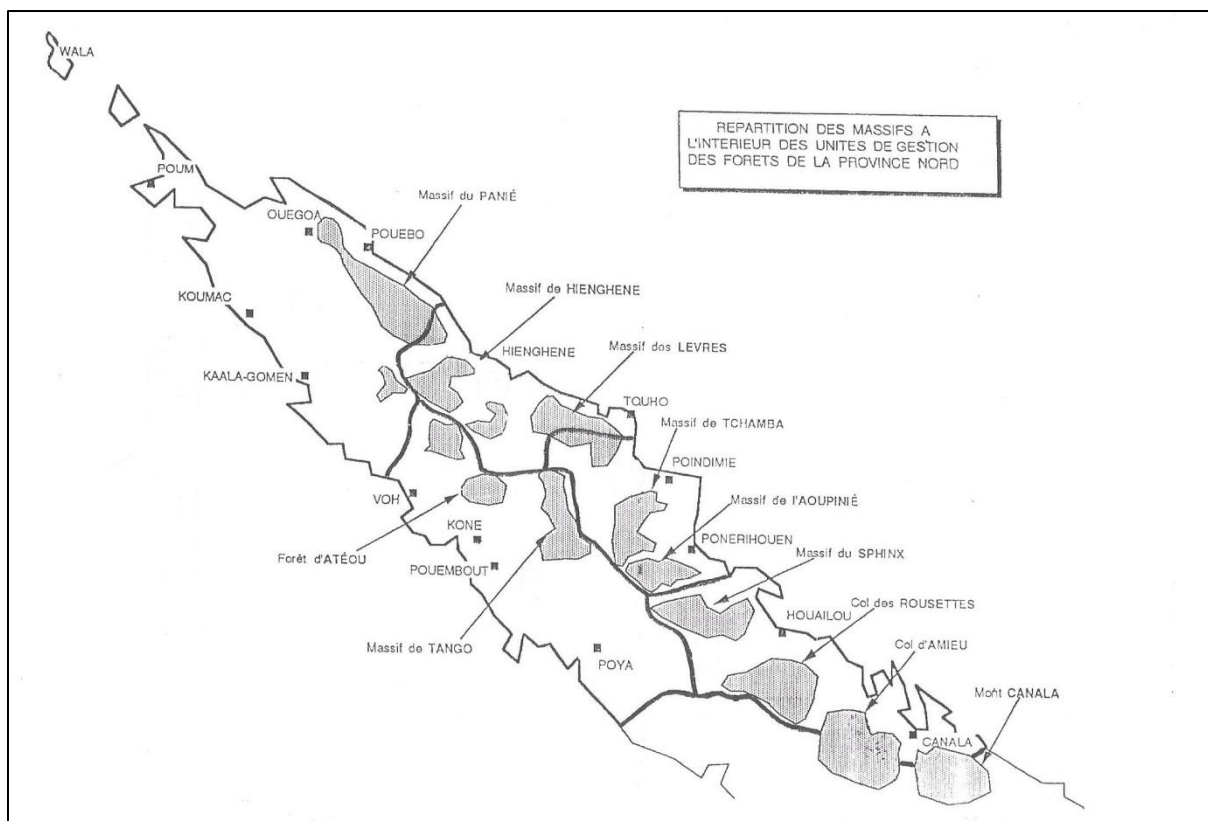 WALA
REPARTITION DES MASSIFS A
L'INTERIEUR DES UNITES DE GESTION
DES FORETS DE LA PROVINCE NORD
POUM
Massif du PANIÉ
OUEGOA
POUEBO
Massif de HIENGHENE
KOUMAC
HIENGHENE
Massif dos LEVRES
KAALA-GOMEN
TOUHO
Massif de TCHAMBA
POINDIMIE
VOH
Massif de l'AOUPINIÉ
KONE
PONERIHOUEN
Forêt d'ATÉOU
Massif du SPHINX
POUEMBOUT
Col des ROUSETTES
HOUAILOU
Col d'AMIEU
Massif de TANGO
POYA
Mont CANALA
CANALA